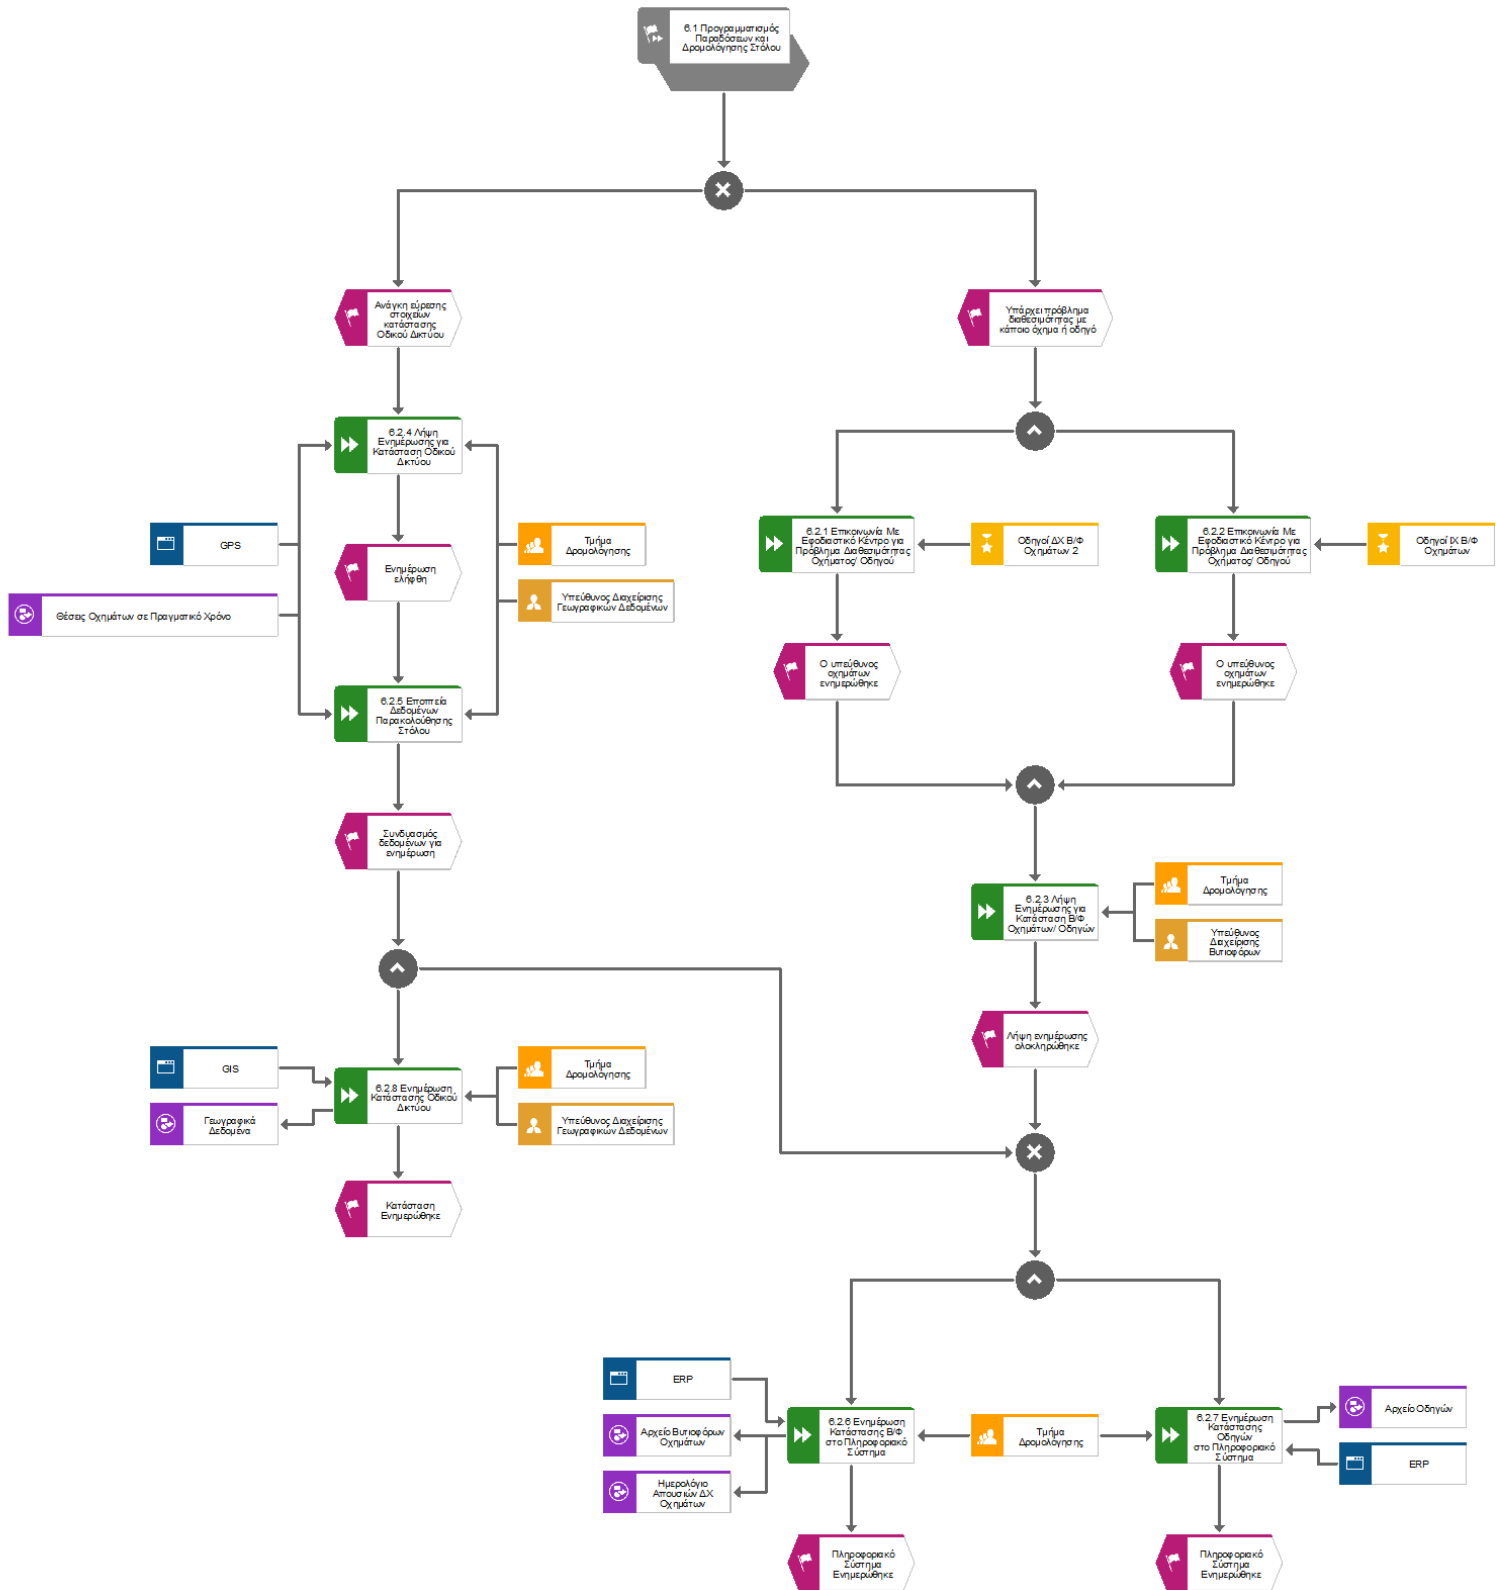 6.1 Προγραμματισμός
Παραδόσεων και
Δρομολόγησης Στόλου
Ανάγκη εύρεσης
στοιχείων
κατάστασης
Οδικού Δικτύου
Υπάρχει πρόβλημα
διαθεσιμότητας με
κάποιο όχημα ή οδηγό
6.2.4 Λήψη
Ενημέρωσης για
Κατάσταση Οδικού
Δικτύου
GPS
Τμήμα
Δρομολόγησης
6.2.1 Επικοινωνία Με
Εφοδιαστικό Κέντρο για
Πρόβλημα Διαθεσιμότητας
Οχήματος/ Οδηγού
Οδηγοί ΔΧ Β/Φ
Οχημάτων 2
6.2.2 Επικοινωνία Με
Εφοδιαστικό Κέντρο για
Πρόβλημα Διαθεσιμότητας
Οχήματος/ Οδηγού
Οδηγοί ΙΧ Β/Φ
Οχημάτων
Ενημέρωση
ελήφθη
Θέσεις Οχημάτων σε Πραγματικό Χρόνο
Υπεύθυνος Διαχείρισης
Γεωγραφικών Δεδομένων
Ο υπεύθυνος
οχημάτων
ενημερώθηκε
Ο υπεύθυνος
οχημάτων
ενημερώθηκε
6.2.5 Εποπτεία
Δεδομένων
Παρακολούθησης
Στόλου
Συνδυασμός
δεδομένων για
ενημέρωση
6.2.3 Λήψη
Ενημέρωσης για
Κατάσταση Β/Φ
Οχημάτων/ Οδηγών
Τμήμα
Δρομολόγησης
Υπεύθυνος
Διαχείρισης
Βυτιοφόρων
Λήψη ενημέρωσης
ολοκληρώθηκε
GIS
Γεωγραφικά
Δεδομένα
6.2.8 Ενημέρωση
Κατάστασης Οδικού
Δικτύου
Τμήμα
Δρομολόγησης
Υπεύθυνος Διαχείρισης
Γεωγραφικών Δεδομένων
Κατάσταση
Ενημερώθηκε
ERP
Αρχείο Βυτιοφόρων
Οχημάτων
Ημερολόγιο
Απουσιών ΔΧ
Οχημάτων
6.2.6 Ενημέρωση
Κατάστασης Β/Φ
στο Πληροφοριακό
Σύστημα
Τμήμα
Δρομολόγησης
6.2.7 Ενημέρωση
Κατάστασης
Οδηγών
στο Πληροφοριακό
Σύστημα
Αρχείο Οδηγών
ERP
Πληροφοριακό
Σύστημα
Ενημερώθηκε
Πληροφοριακό
Σύστημα
Ενημερώθηκε